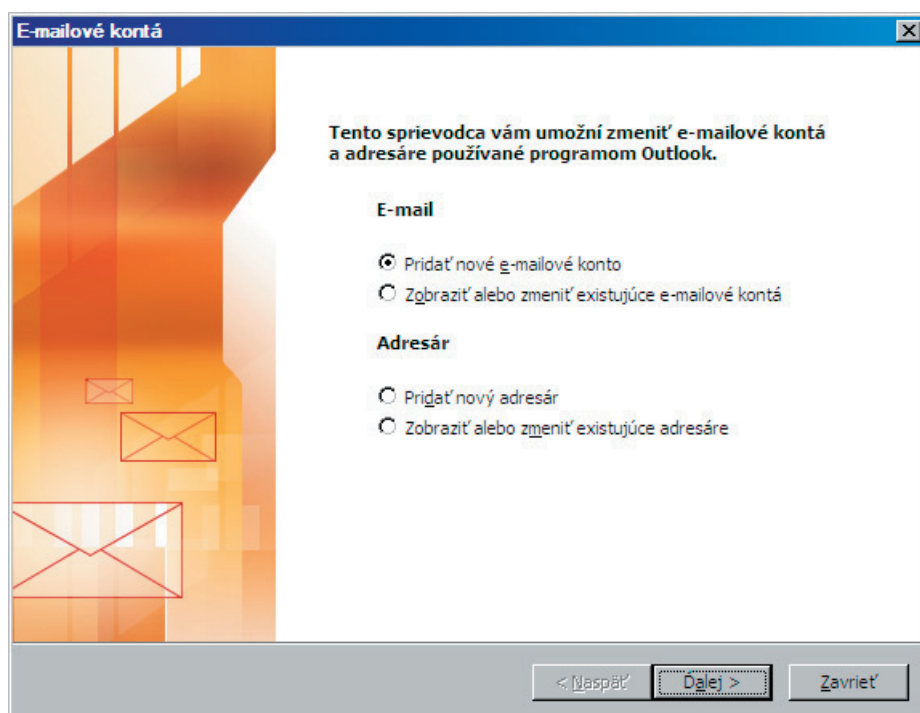 E-mailové kontá
Tento sprievodca vám umožní zmeniť e-mailové kontá
a adresáre používané programom Outlook.
E-mail
Pridať nové e-mailové konto
Zobraziť alebo zmeniť existujúce e-mailové kontá
Adresár
Pridať nový adresár
Zobraziť alebo zmeniť existujúce adresáre
< Naspäť Ďalej > Zavrieť